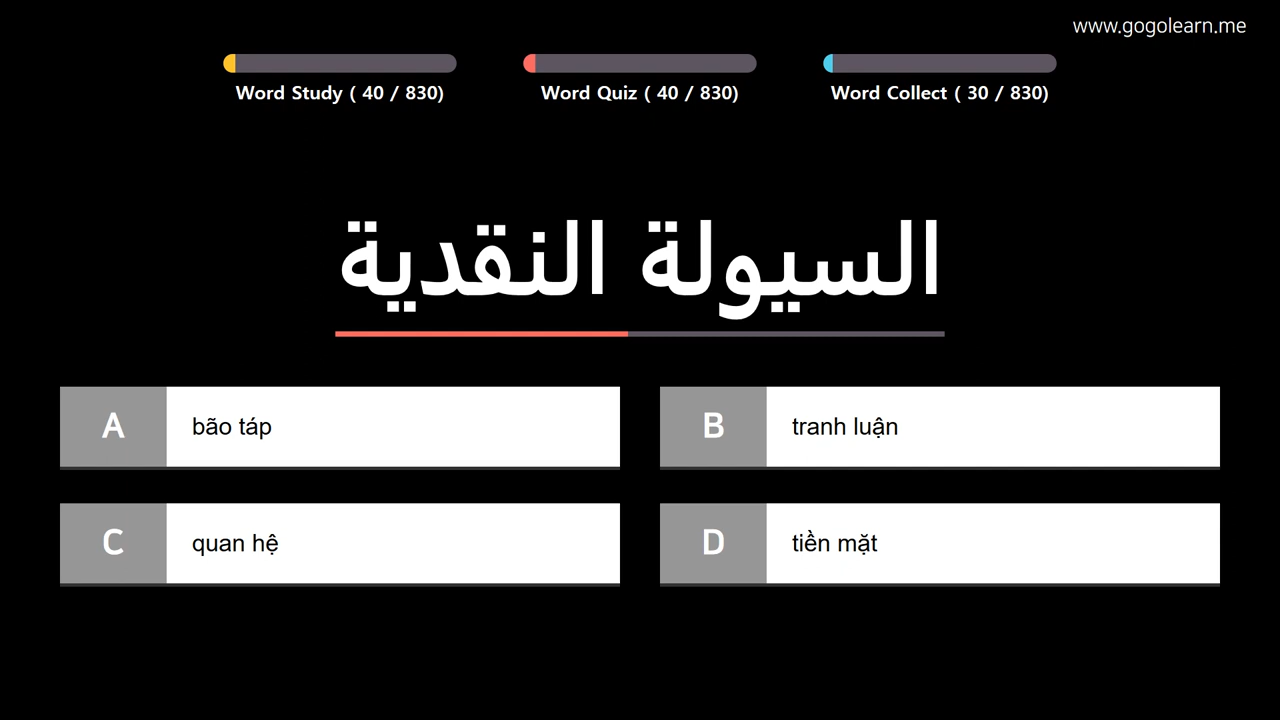 www.gogolearn.me
Word Study ( 40 / 830)
Word Quiz ( 40 / 830)
Word Collect ( 30 / 830)
السيولة النقدية
A bão táp
B tranh luận
C quan hệ
D tiền mặt